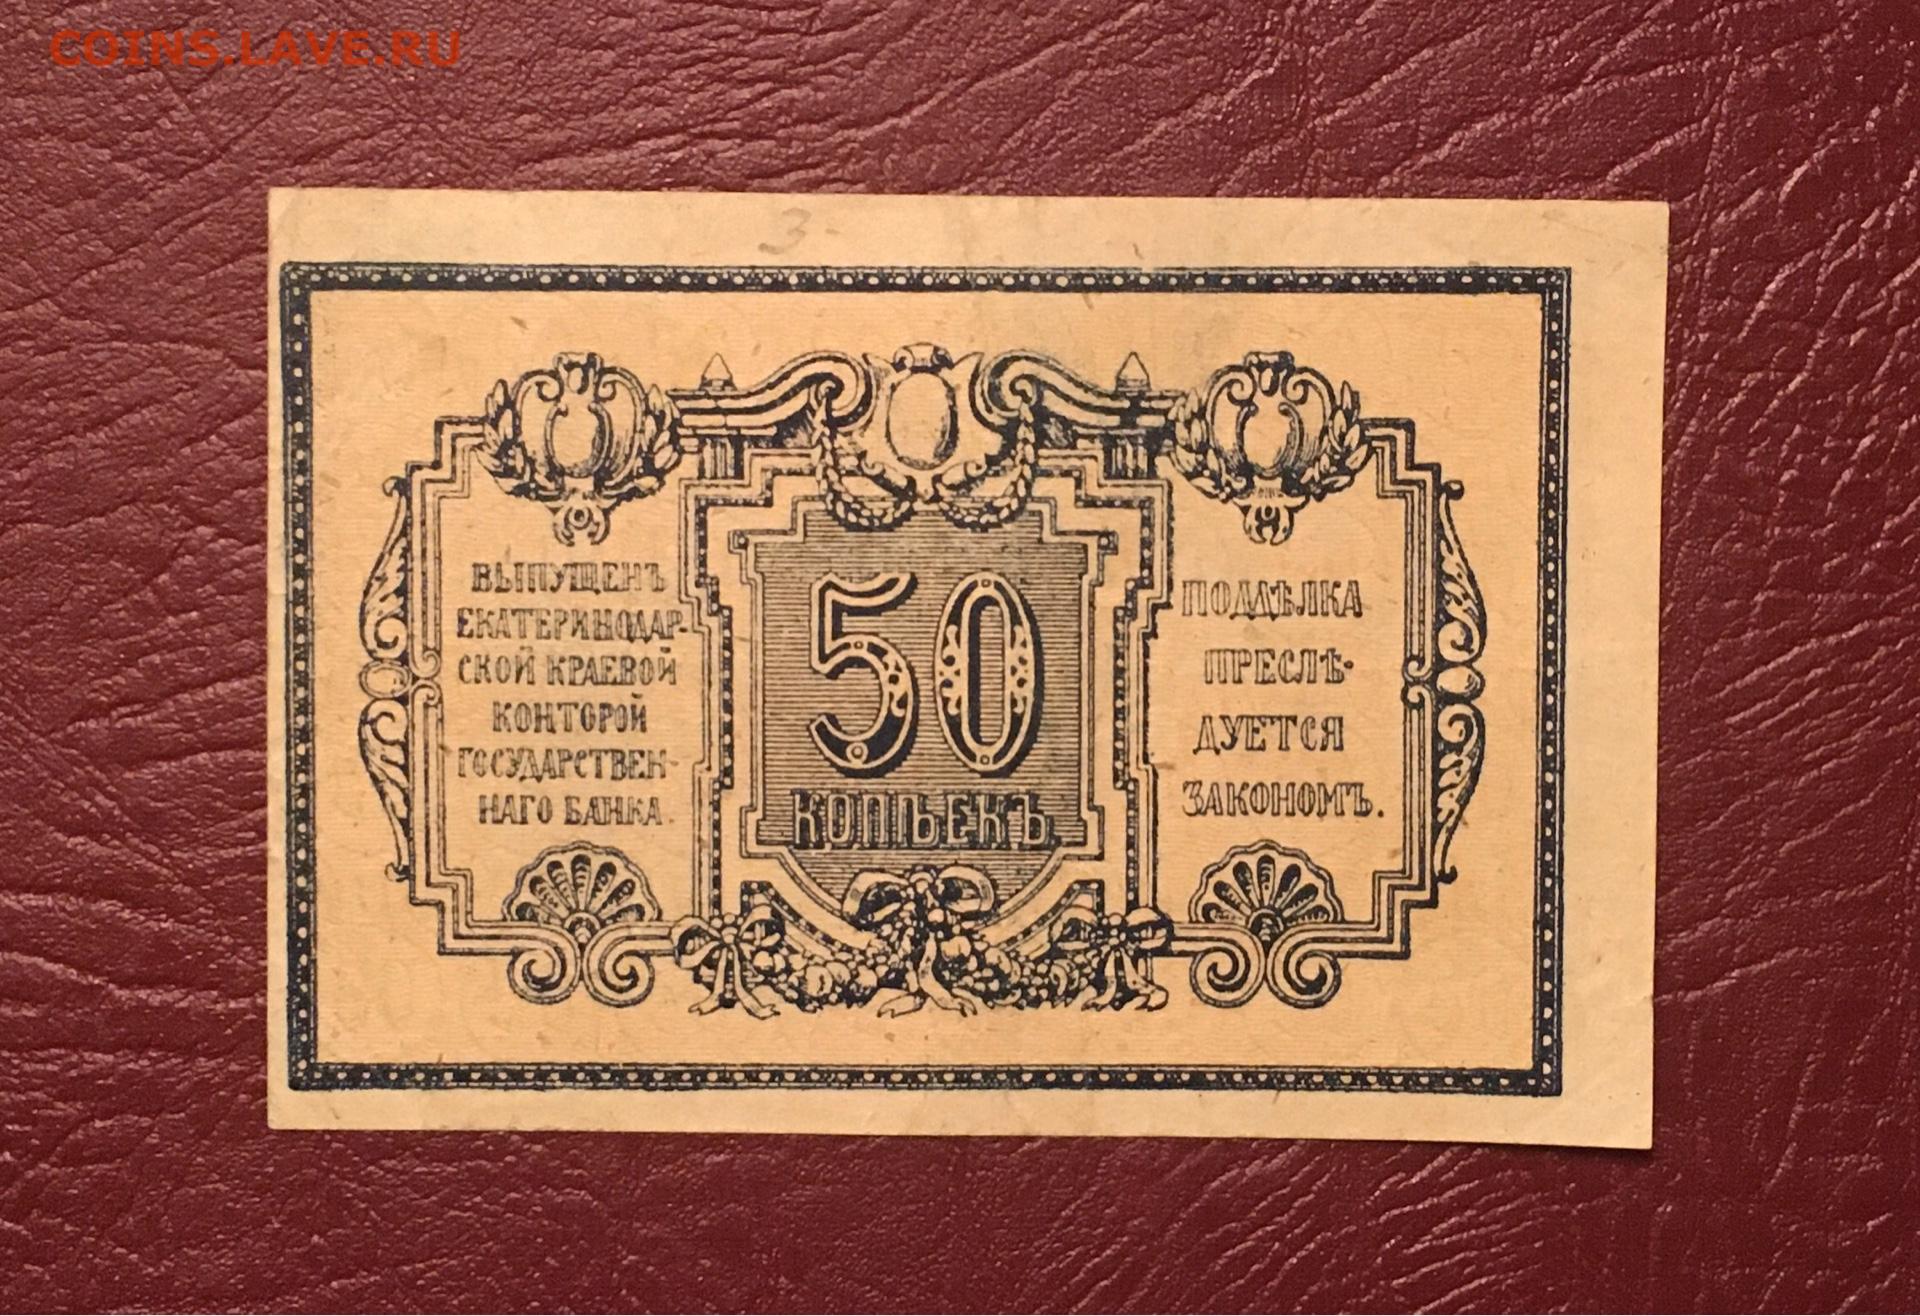 COINS.LAVE.RU
3-
ВЫПУЩЕНЪ
ЕКАТЕРИНОДАР-
СКОЙ КРАЕВОЙ
КОНТОРОЙ
ГОСУДАРСТВЕН-
НАГО БАНКА.
50
КОПѢЕКЪ
ПОДДѢЛКА
ПРЕСЛѢ-
ДУЕТСЯ
ЗАКОНОМЪ.